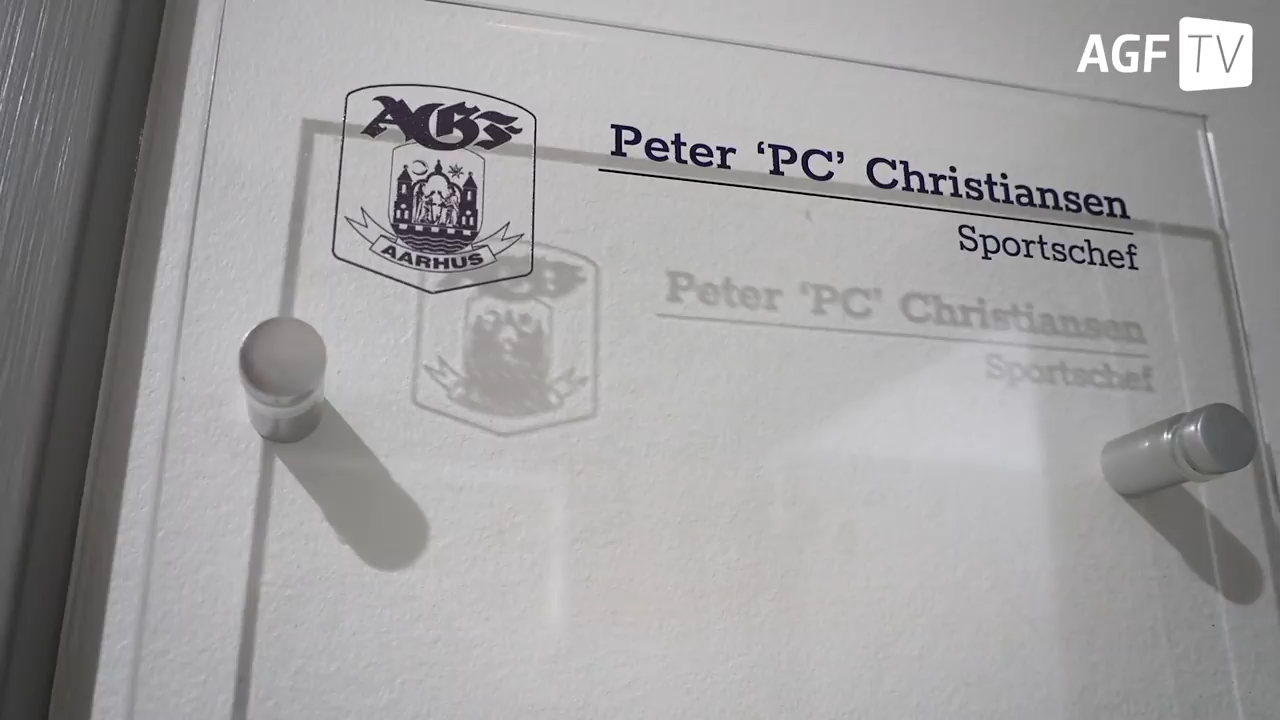 AGF TV
AGF
AARHUS
Peter ‘PC’ Christiansen
Sportschef
Peter ‘PC’ Christiansen
Sportschef